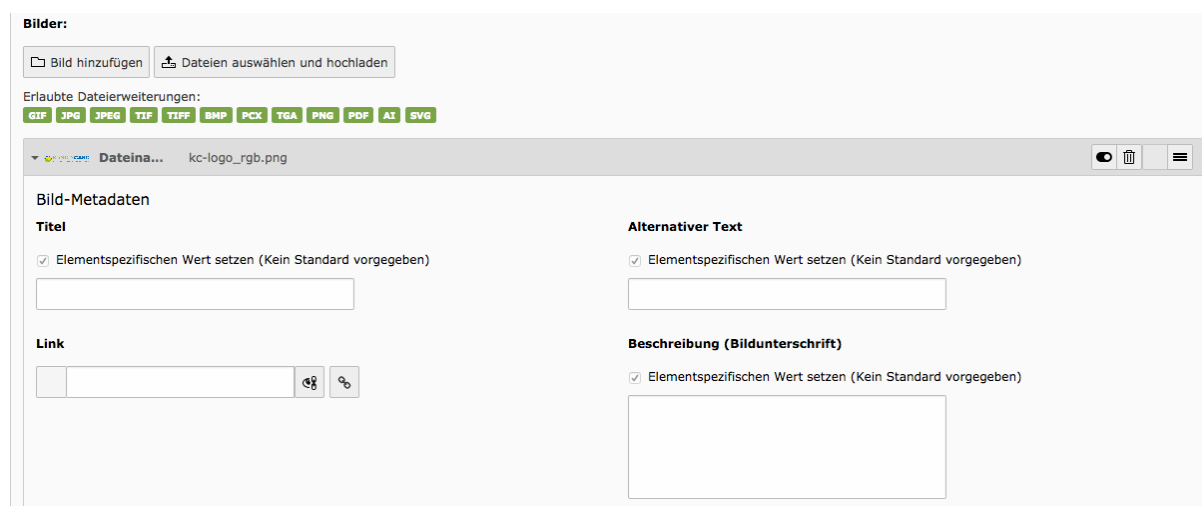 Bilder:
Bild hinzufügen Dateien auswählen und hochladen
Erlaubte Dateierweiterungen:
GIF JPG JPEG TIF TIFF BMP PCX TGA PNG PDF AI SVG
Dateina... kc-logo_rgb.png
Bild-Metadaten
Titel
Elementspezifischen Wert setzen (Kein Standard vorgegeben)
Alternativer Text
Elementspezifischen Wert setzen (Kein Standard vorgegeben)
Link
Beschreibung (Bildunterschrift)
Elementspezifischen Wert setzen (Kein Standard vorgegeben)